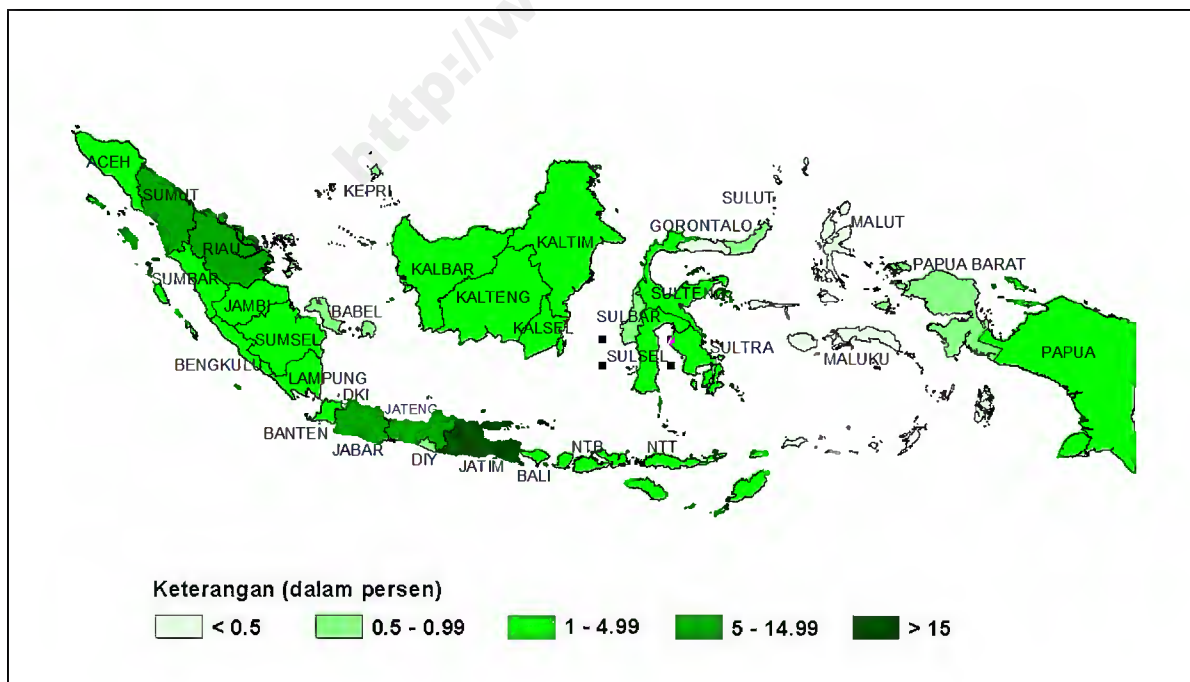 http://w
ACEH
SUMUT
KEPRI
RIAU
SUMBAR
JAMBI
BABEL
SUMSEL
BENGKULU
LAMPUNG
DKI
BANTEN
JABAR
JATENG
DIY
JATIM
BALI
NTB
NTT
KALBAR
KALTENG
KALTIM
KALSEL
SULUT
GORONTALO
SULTENG
SULBAR
SULSEL
SULTRA
MALUT
MALUKU
PAPUA BARAT
PAPUA
Keterangan (dalam persen)
< 0.5 0.5 - 0.99 1 - 4.99 5 - 14.99 > 15